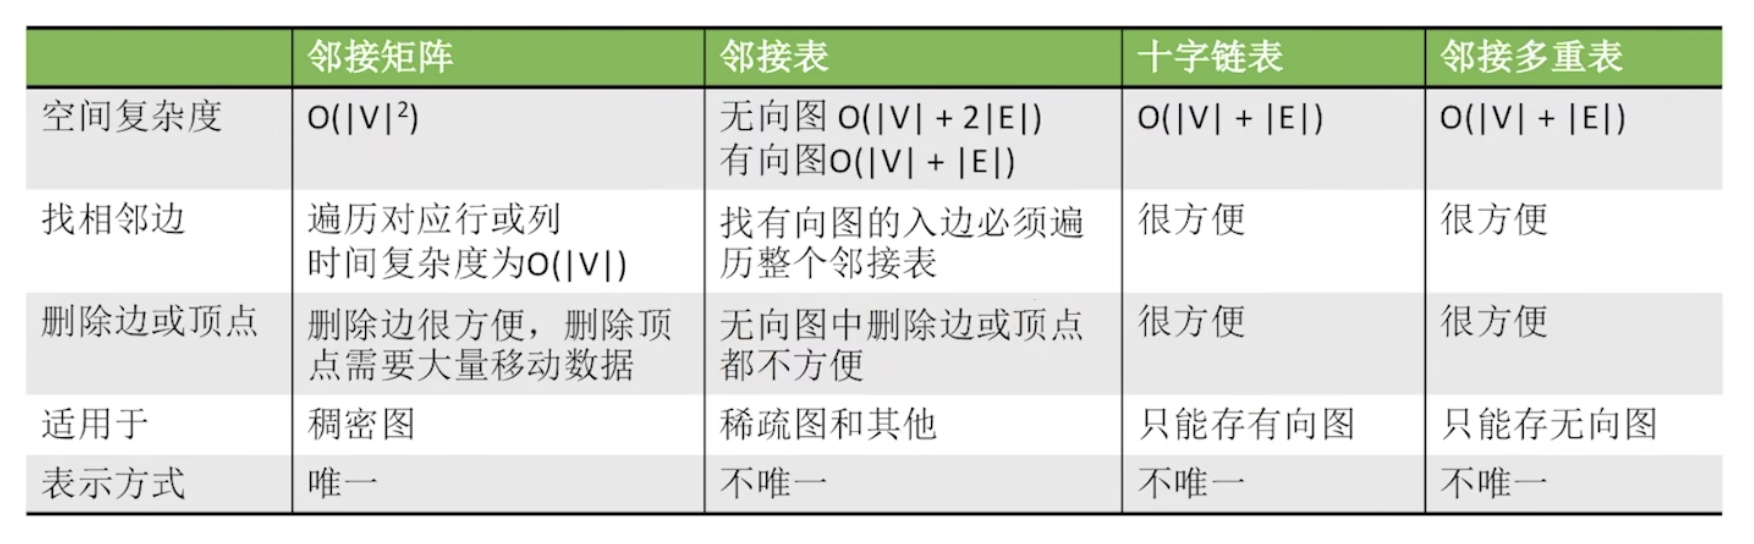 邻接矩阵 邻接表 十字链表 邻接多重表
空间复杂度 O(|V|²) 无向图 O(|V| + 2|E|) O(|V| + |E|) O(|V| + |E|)
有向图O(|V| + |E|)
找相邻边 遍历对应行或列 找有向图的入边必须遍 很方便 很方便
时间复杂度为O(|V|) 历整个邻接表
删除边或顶点 删除边很方便，删除顶 无向图中删除边或顶点 很方便 很方便
点需要大量移动数据 都不方便
适用于 稠密图 稀疏图和其他 只能存有向图 只能存无向图
表示方式 唯一 不唯一 不唯一 不唯一